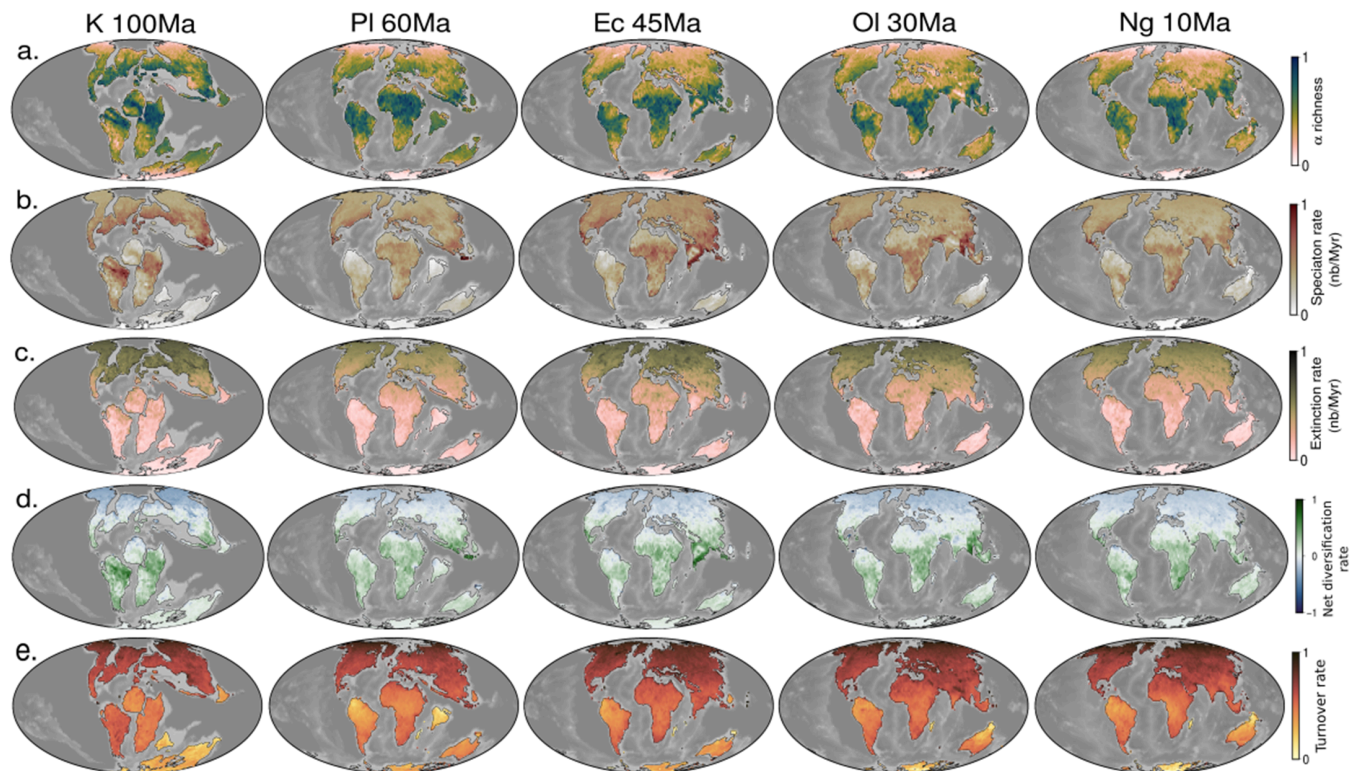 K 100Ma
Pl 60Ma
Ec 45Ma
Ol 30Ma
Ng 10Ma
a.
1
α richness
0
b.
1
Speciaton rate
(nb/Myr)
0
c.
1
Extinction rate
(nb/Myr)
0
d.
1
0
-1
Net diversification
rate
e.
1
Turnover rate
0